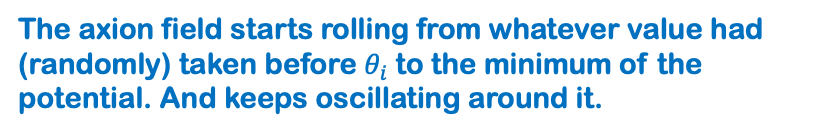 The axion field starts rolling from whatever value had
(randomly) taken before θᵢ to the minimum of the
potential. And keeps oscillating around it.